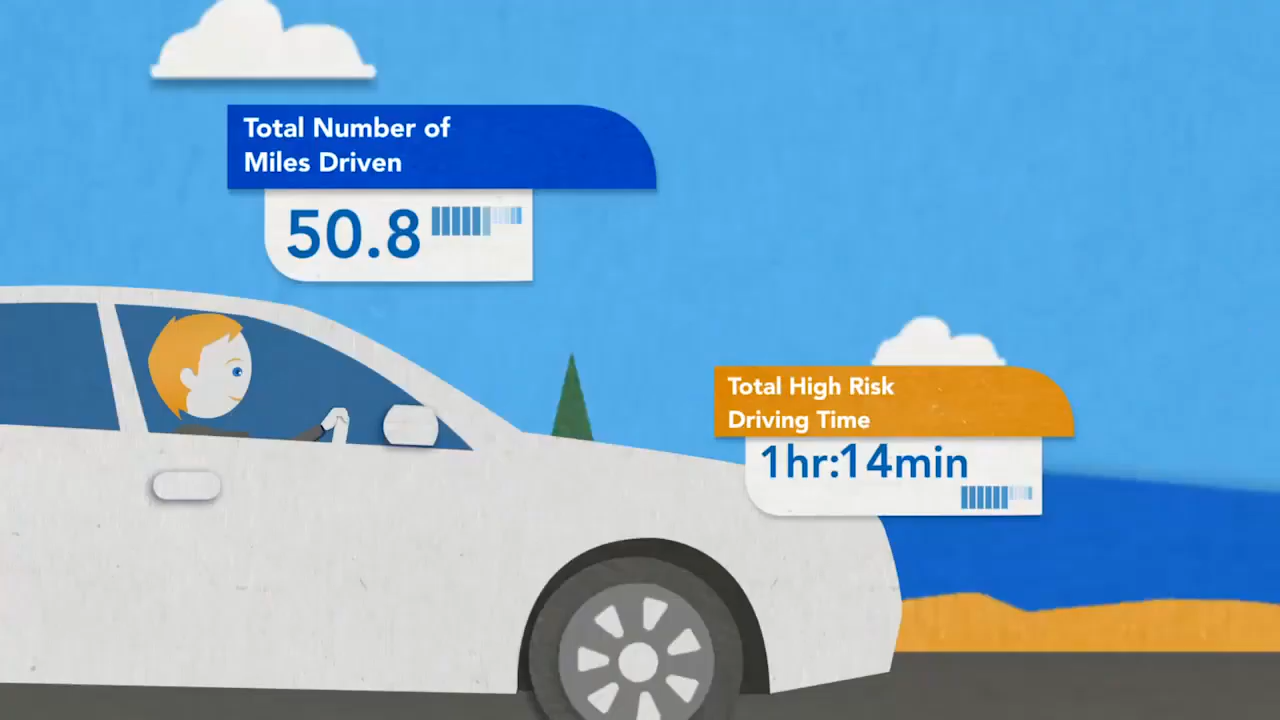 Total Number of
Miles Driven
50.8
Total High Risk
Driving Time
1hr:14min